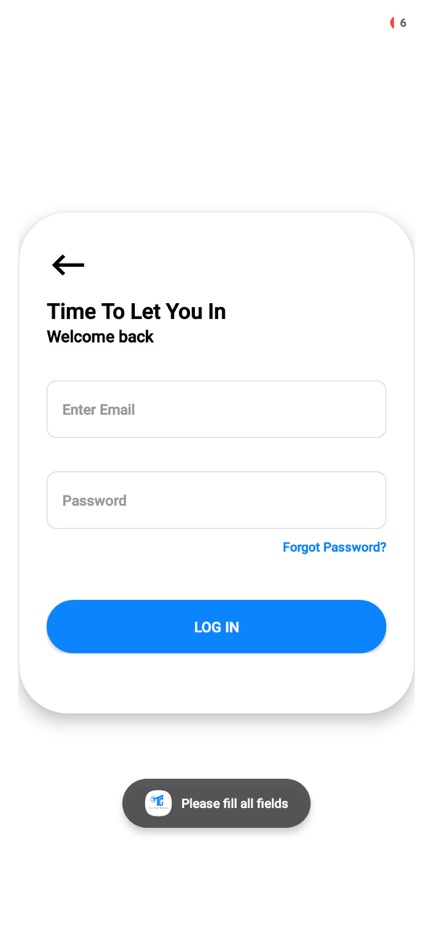 6
Time To Let You In
Welcome back
Enter Email
Password
Forgot Password?
LOG IN
Please fill all fields